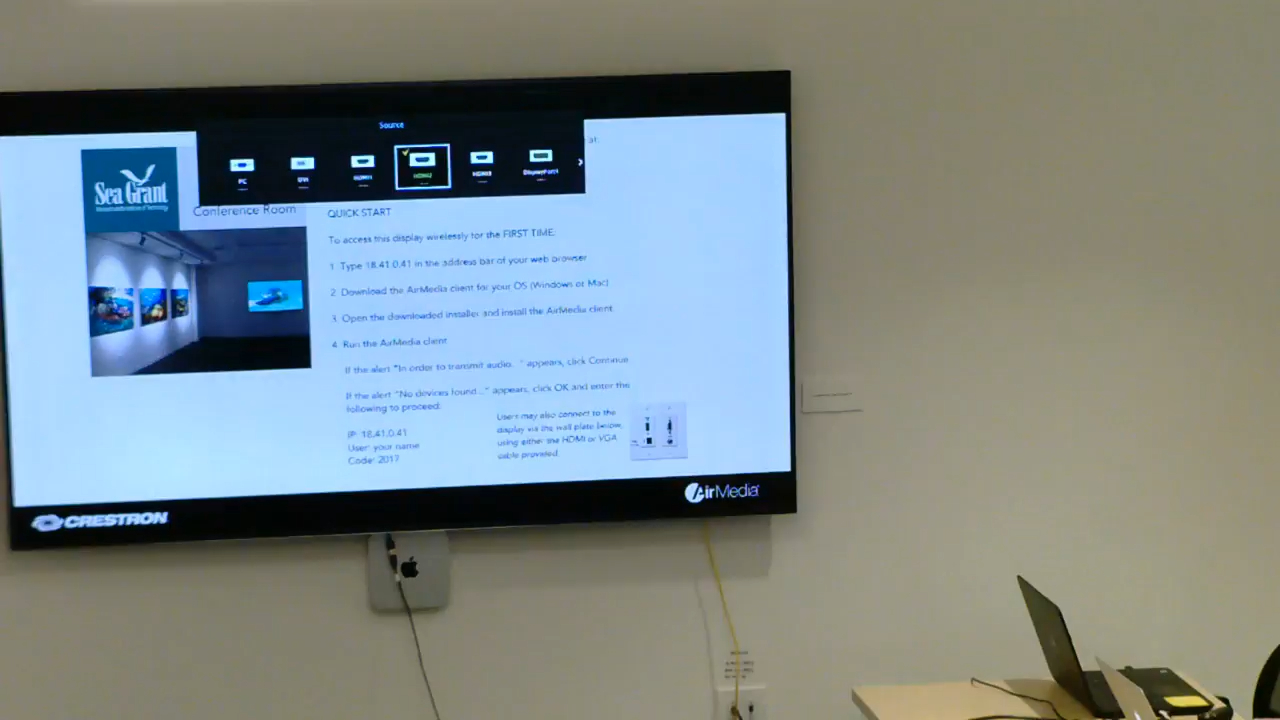 Source
at:
PC
DVI
HDMI1
HDMI2
HDMI3
DisplayPort1
Sea Grant
Massachusetts Institute of Technology
Conference Room
QUICK START
To access this display wirelessly for the FIRST TIME:
1. Type 18.41.0.41 in the address bar of your web browser
2. Download the AirMedia client for your OS (Windows or Mac)
3. Open the downloaded installer and install the AirMedia client
4. Run the AirMedia client
If the alert "In order to transmit audio..." appears, click Continue
If the alert "No devices found..." appears, click OK and enter the
following to proceed:
IP: 18.41.0.41
User: your name
Code: 2017
Users may also connect to the
display via the wall plate below,
using either the HDMI or VGA
cable provided.
CRESTRON
AirMedia